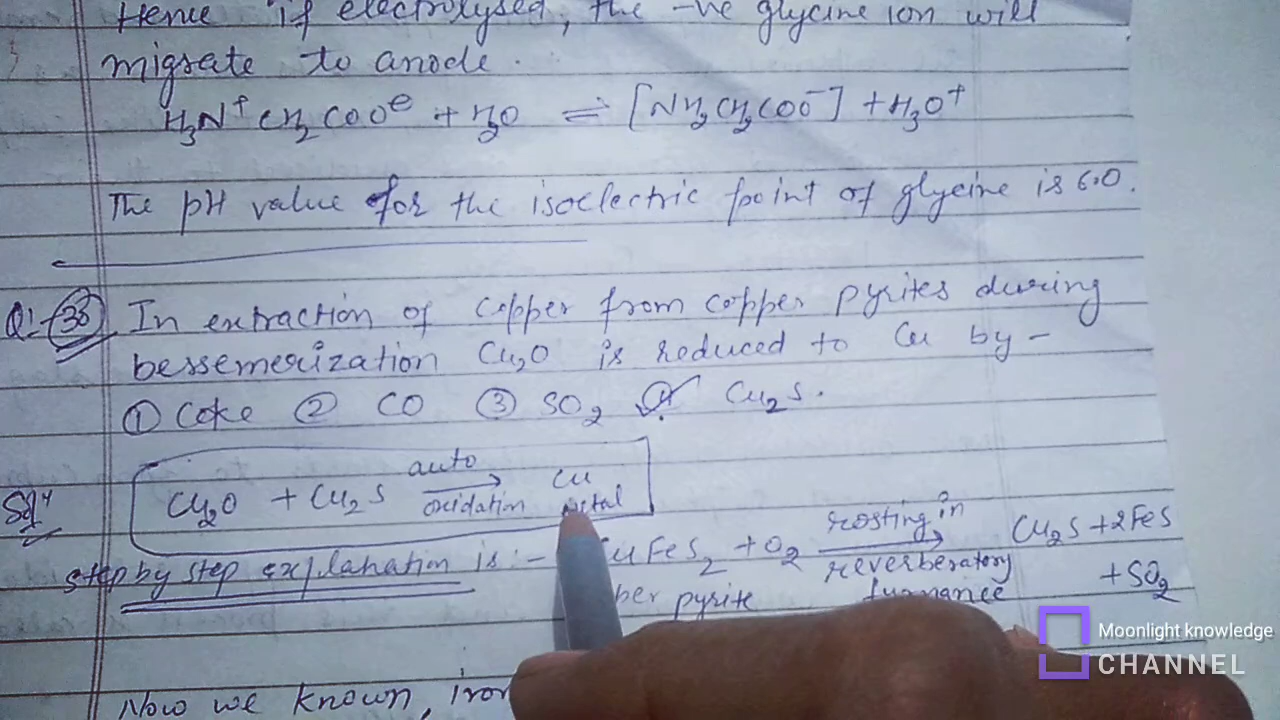 Hence if electrolysed, the -ve glycine ion will
migrate to anode.
H₃N⁺CH₂COO⊖ + H₂O ⇌ [NH₂CH₂COO⁻] + H₃O⁺
The pH value for the isoelectric point of glycine is 6.0.
Q:-38 In extraction of copper from copper pyrites during
bessemerization Cu₂O is reduced to Cu by-
① Coke ② CO ③ SO₂ ④ Cu₂S.
Solⁿ Cu₂O + Cu₂S auto oxidation → Cu metal
step by step explanation is:- CuFeS₂ + O₂ rosting in reverberatory furnance → Cu₂S + 2FeS + SO₂
pyrite
Now we known, iron
Moonlight knowledge
CHANNEL